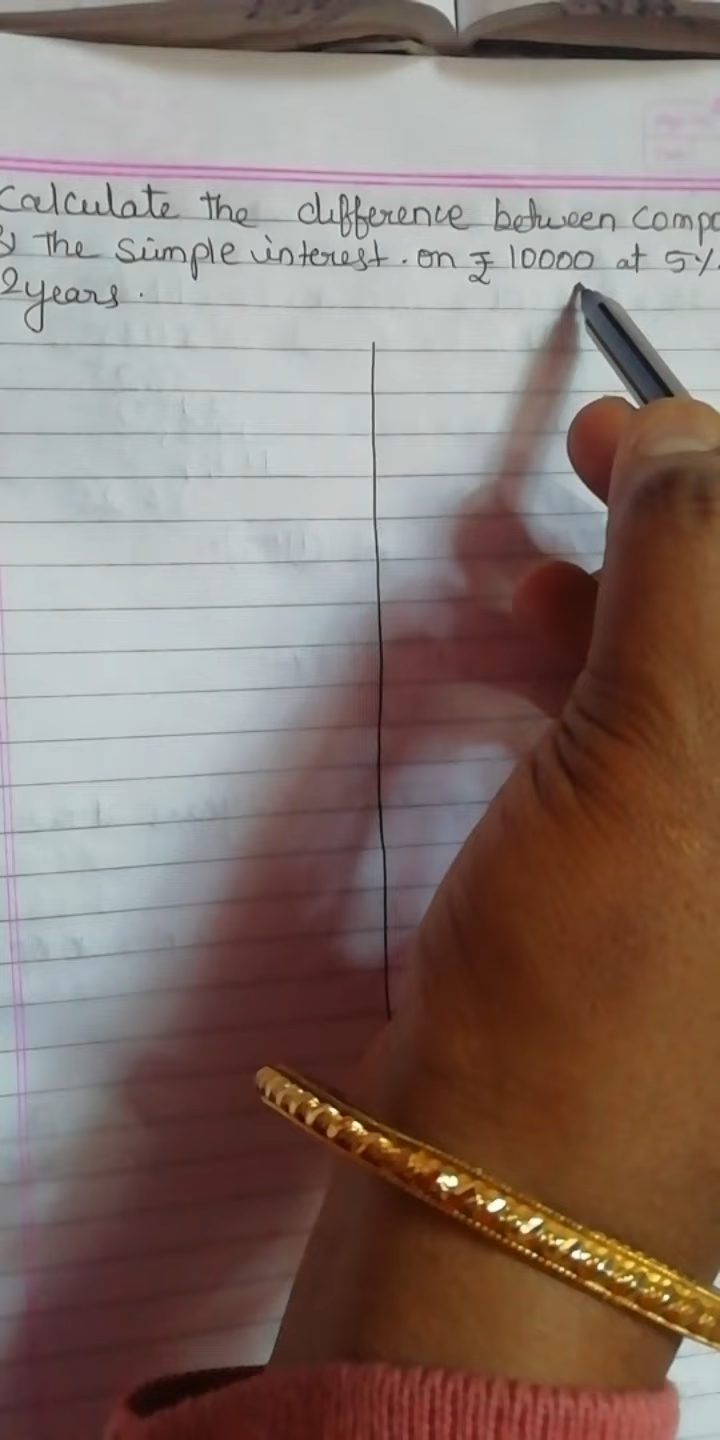 Calculate the difference between compo
& the simple interest. on ₹ 10000 at 5%
2years.